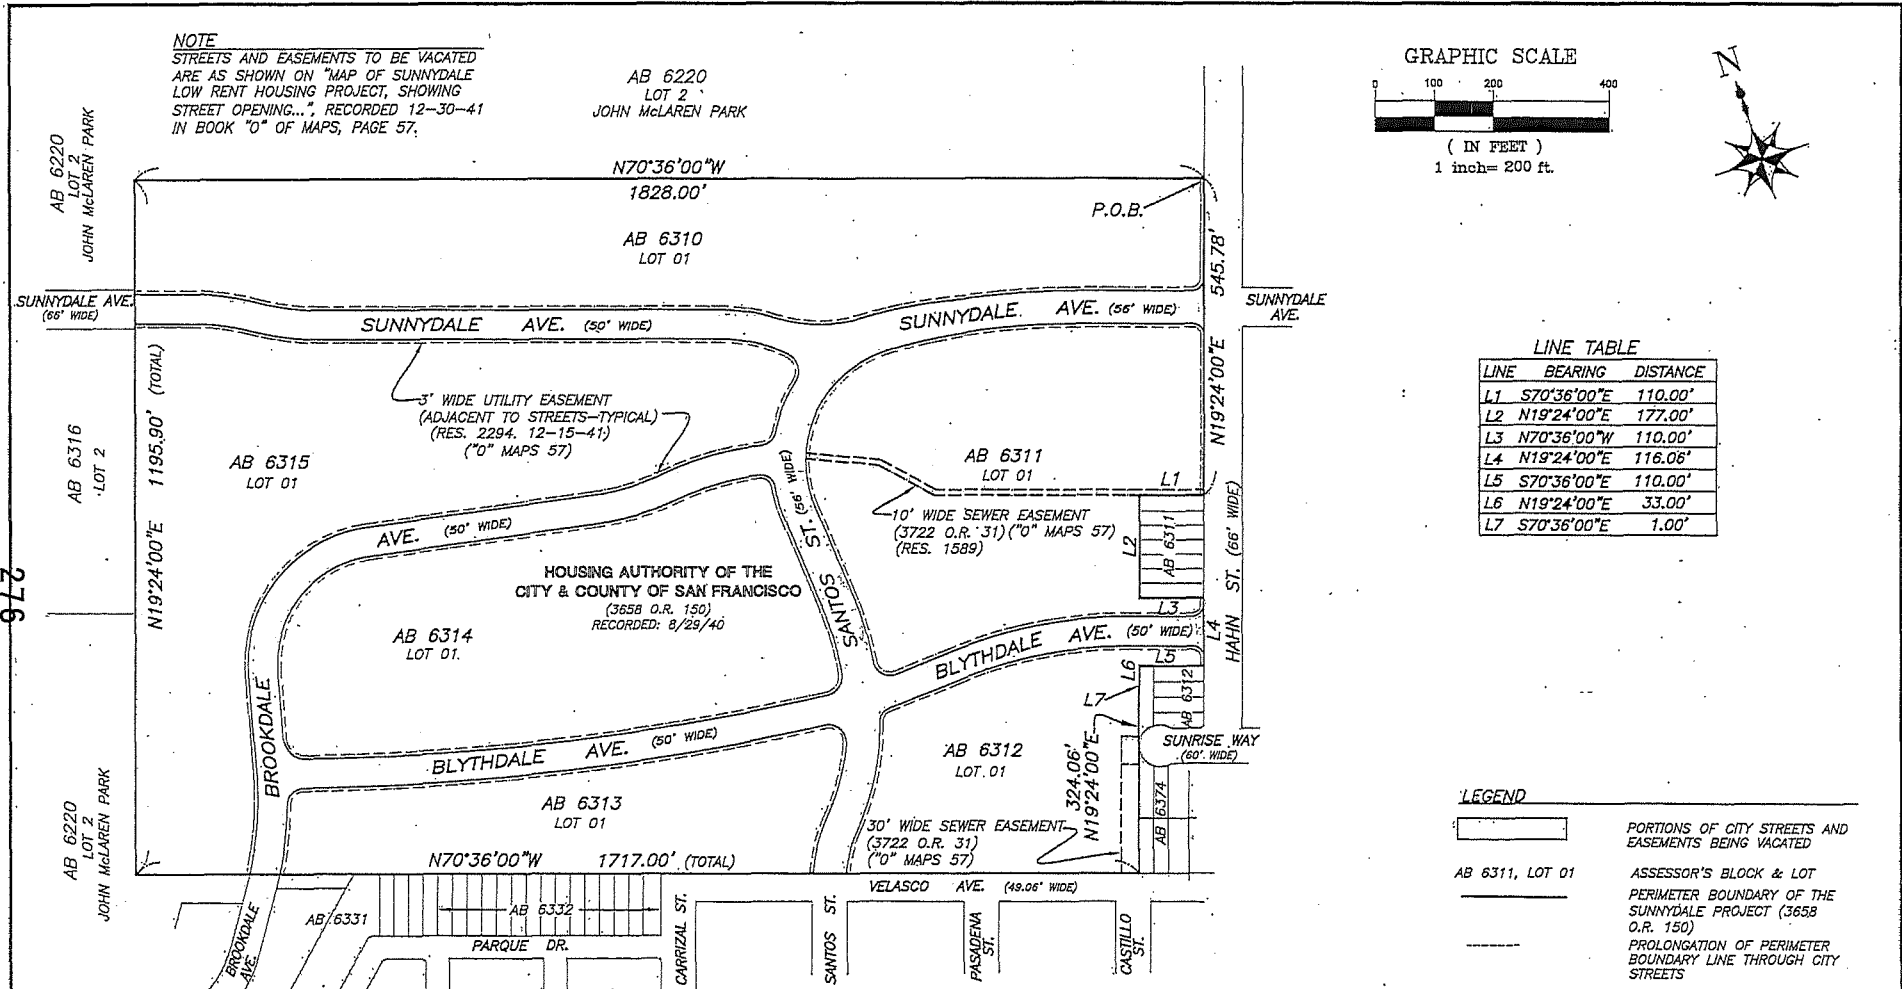 NOTE
STREETS AND EASEMENTS TO BE VACATED
ARE AS SHOWN ON "MAP OF SUNNYDALE
LOW RENT HOUSING PROJECT, SHOWING
STREET OPENING...", RECORDED 12-30-41
IN BOOK "O" OF MAPS, PAGE 57.
AB 6220
LOT 2
JOHN McLAREN PARK
GRAPHIC SCALE
0 100 200 400
( IN FEET )
1 inch= 200 ft.
N
AB 6220
LOT 2
JOHN McLAREN PARK
N70°36'00"W
1828.00'
P.O.B.
AB 6310
LOT 01
545.78'
N19°24'00"E
SUNNYDALE AVE.
(66' WIDE)
SUNNYDALE AVE. (50' WIDE)
SUNNYDALE AVE. (56' WIDE)
SUNNYDALE
AVE.
LINE TABLE
LINE BEARING DISTANCE
L1 S70°36'00"E 110.00'
L2 N19°24'00"E 177.00'
L3 N70°36'00"W 110.00'
L4 N19°24'00"E 116.06'
L5 S70°36'00"E 110.00'
L6 N19°24'00"E 33.00'
L7 S70°36'00"E 1.00'
N19°24'00"E 1195.90' (TOTAL)
3' WIDE UTILITY EASEMENT
(ADJACENT TO STREETS-TYPICAL)
(RES. 2294. 12-15-41)
("O" MAPS 57)
AB 6316
LOT 2
AB 6315
LOT 01
AB 6311
LOT 01
L1
10' WIDE SEWER EASEMENT
(3722 O.R. 31) ("O" MAPS 57)
(RES. 1589)
L2
AB 6311
HAHN ST. (66' WIDE)
AVE. (50' WIDE)
SANTOS ST. (56' WIDE)
HOUSING AUTHORITY OF THE
CITY & COUNTY OF SAN FRANCISCO
(3658 O.R. 150)
RECORDED: 8/29/40
276
AB 6314
LOT 01.
L3
L4
BLYTHDALE AVE. (50' WIDE)
L5
L6
L7
AB 6312
BROOKDALE
BLYTHDALE AVE. (50' WIDE)
AB 6312
LOT 01
SUNRISE WAY
(60' WIDE)
324.06'
N19°24'00"E
AB 6374
AB 6313
LOT 01
30' WIDE SEWER EASEMENT
(3722 O.R. 31)
("O" MAPS 57)
AB 6220
LOT 2
JOHN McLAREN PARK
N70°36'00"W 1717.00' (TOTAL)
VELASCO AVE. (49.06' WIDE)
AB 6331
AB 6332
PARQUE DR.
BROOKDALE
AVE.
CARRIZAL ST.
SANTOS ST.
PASADENA
ST.
CASTILLO
ST.
LEGEND
PORTIONS OF CITY STREETS AND
EASEMENTS BEING VACATED
AB 6311, LOT 01 ASSESSOR'S BLOCK & LOT
PERIMETER BOUNDARY OF THE
SUNNYDALE PROJECT (3658
O.R. 150)
PROLONGATION OF PERIMETER
BOUNDARY LINE THROUGH CITY
STREETS